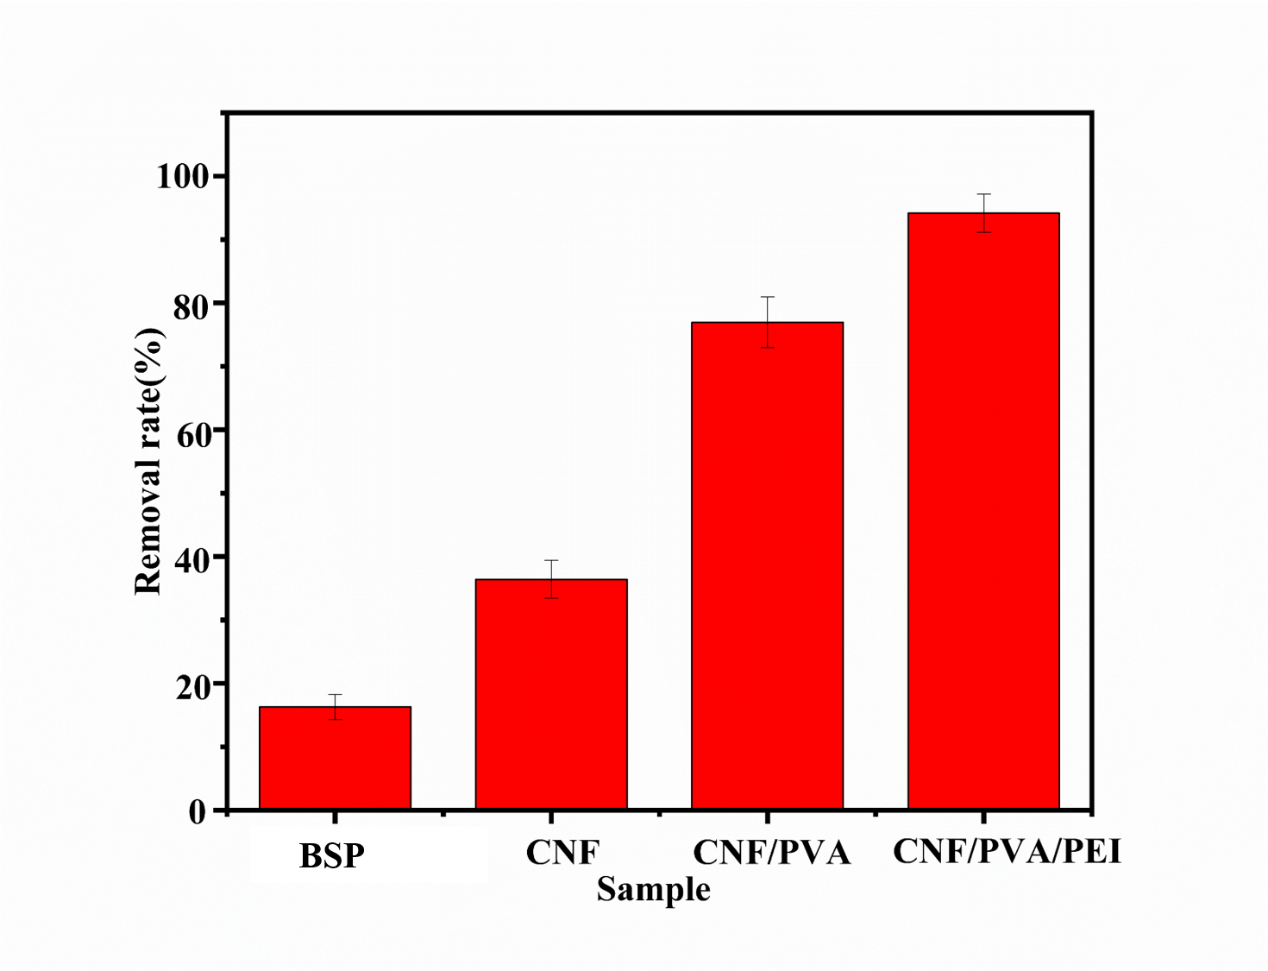 100
80
60
40
20
0
Removal rate(%)
BSP
CNF
CNF/PVA
CNF/PVA/PEI
Sample